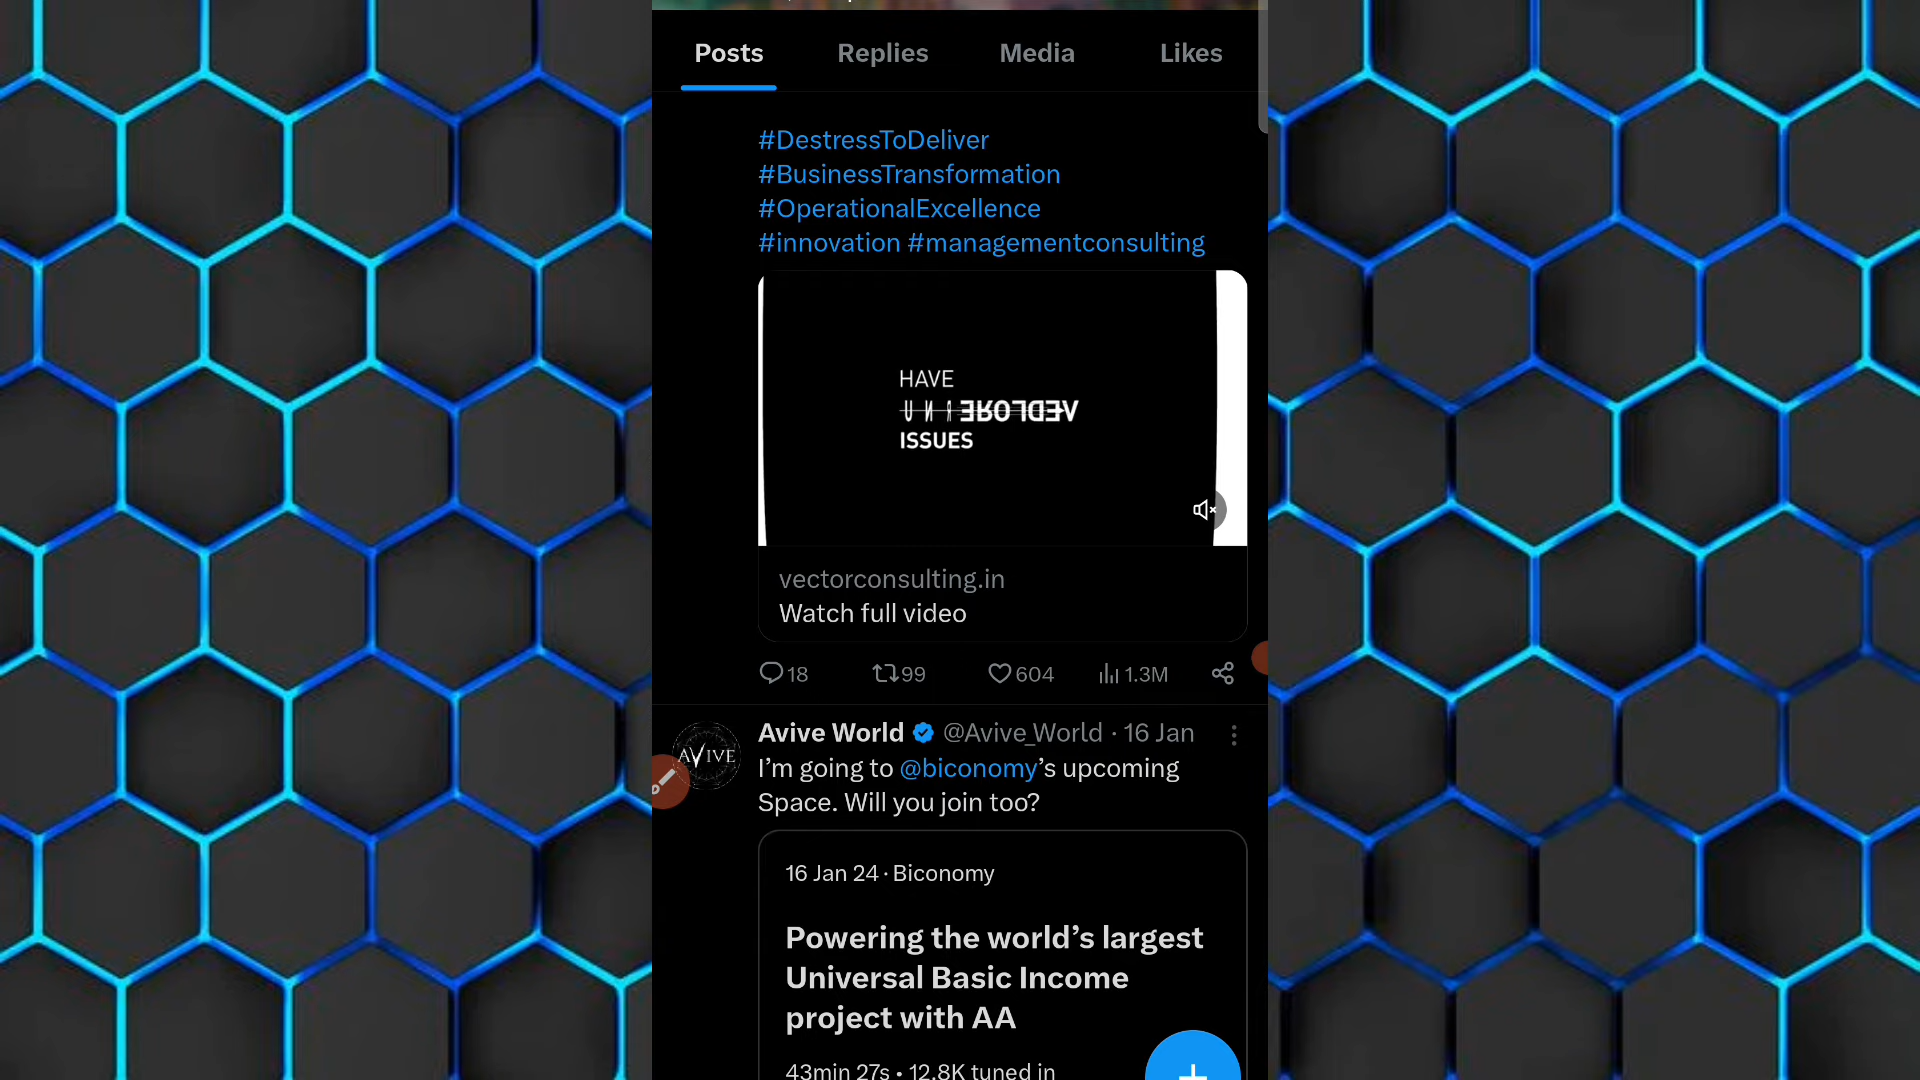 Posts Replies Media Likes
#DestressToDeliver
#BusinessTransformation
#OperationalExcellence
#innovation #managementconsulting
HAVE
ISSUES
vectorconsulting.in
Watch full video
18 99 604 1.3M
Avive World @Avive_World · 16 Jan
AVIVE
I'm going to @biconomy's upcoming
Space. Will you join too?
16 Jan 24 · Biconomy
Powering the world's largest
Universal Basic Income
project with AA
43min 27s • 12.8K tuned in